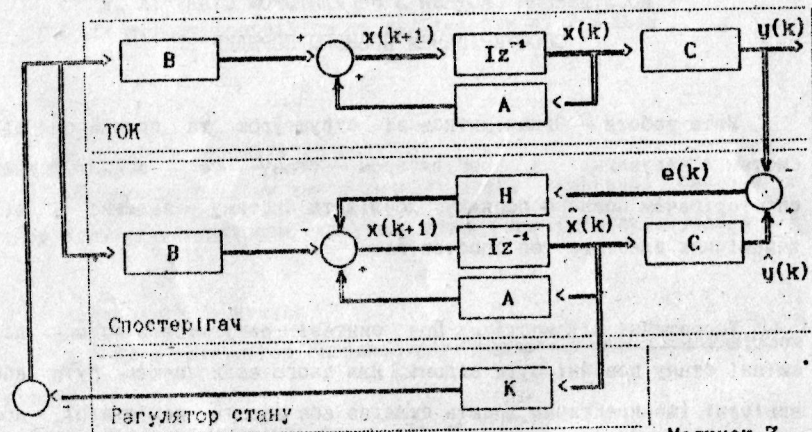 x(k+1) x(k) y(k)
B Iz⁻¹ C
A
ТОК
H e(k)
x(k+1) x̂(k)
B Iz⁻¹ C
ŷ(k)
A
Спостерігач
K
Регулятор стану